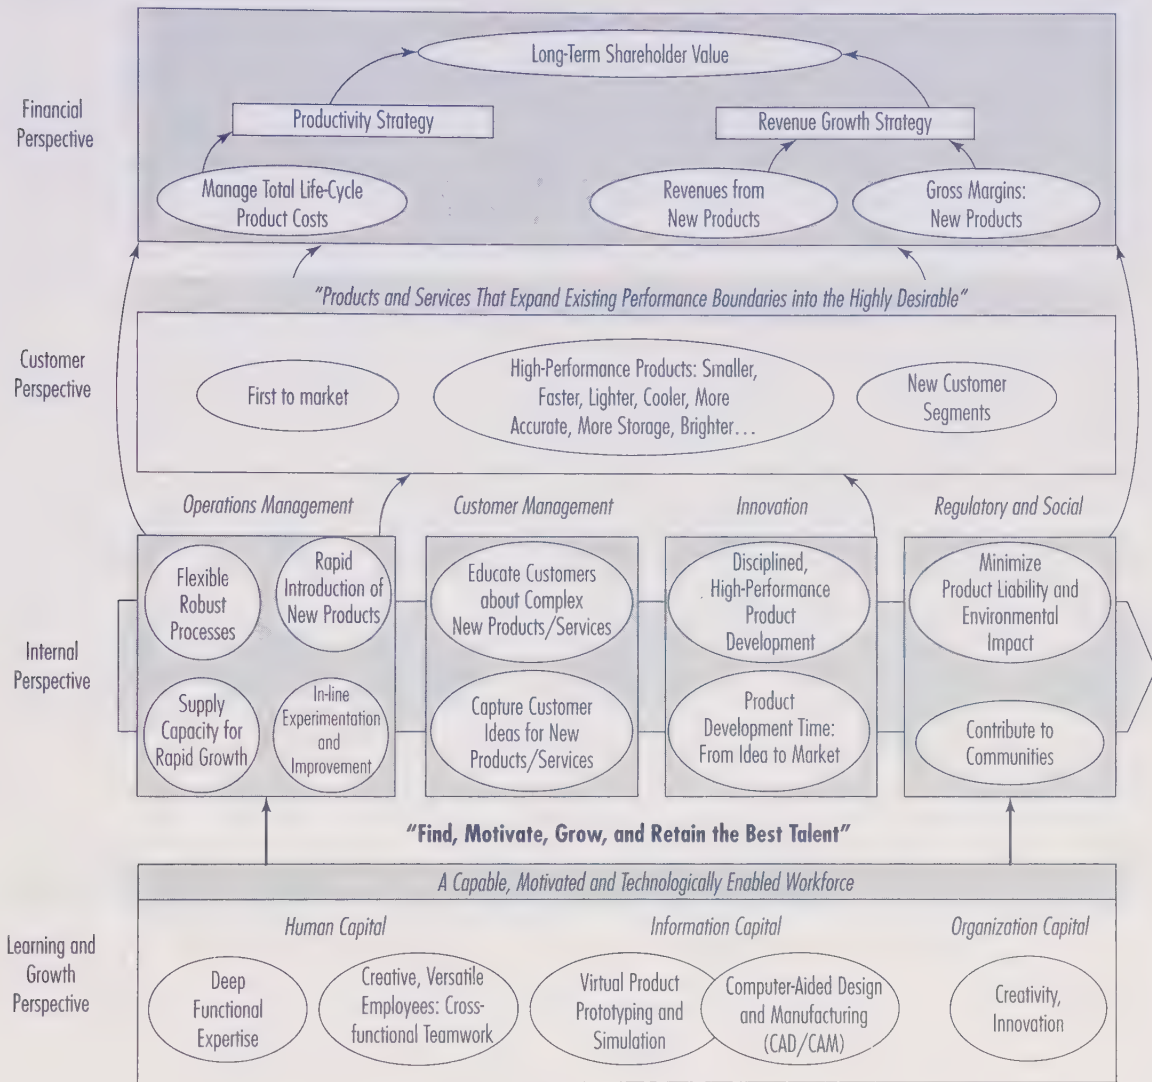 Financial
Perspective
Long-Term Shareholder Value
Productivity Strategy
Revenue Growth Strategy
Manage Total Life-Cycle
Product Costs
Revenues from
New Products
Gross Margins:
New Products
"Products and Services That Expand Existing Performance Boundaries into the Highly Desirable"
Customer
Perspective
First to market
High-Performance Products: Smaller,
Faster, Lighter, Cooler, More
Accurate, More Storage, Brighter...
New Customer
Segments
Internal
Perspective
Operations Management
Flexible
Robust
Processes
Rapid
Introduction of
New Products
Supply
Capacity for
Rapid Growth
In-line
Experimentation
and
Improvement
Customer Management
Educate Customers
about Complex
New Products/Services
Capture Customer
Ideas for New
Products/Services
Innovation
Disciplined,
High-Performance
Product
Development
Product
Development Time:
From Idea to Market
Regulatory and Social
Minimize
Product Liability and
Environmental
Impact
Contribute to
Communities
"Find, Motivate, Grow, and Retain the Best Talent"
Learning and
Growth
Perspective
A Capable, Motivated and Technologically Enabled Workforce
Human Capital
Deep
Functional
Expertise
Creative, Versatile
Employees: Cross-
functional Teamwork
Information Capital
Virtual Product
Prototyping and
Simulation
Computer-Aided Design
and Manufacturing
(CAD/CAM)
Organization Capital
Creativity,
Innovation